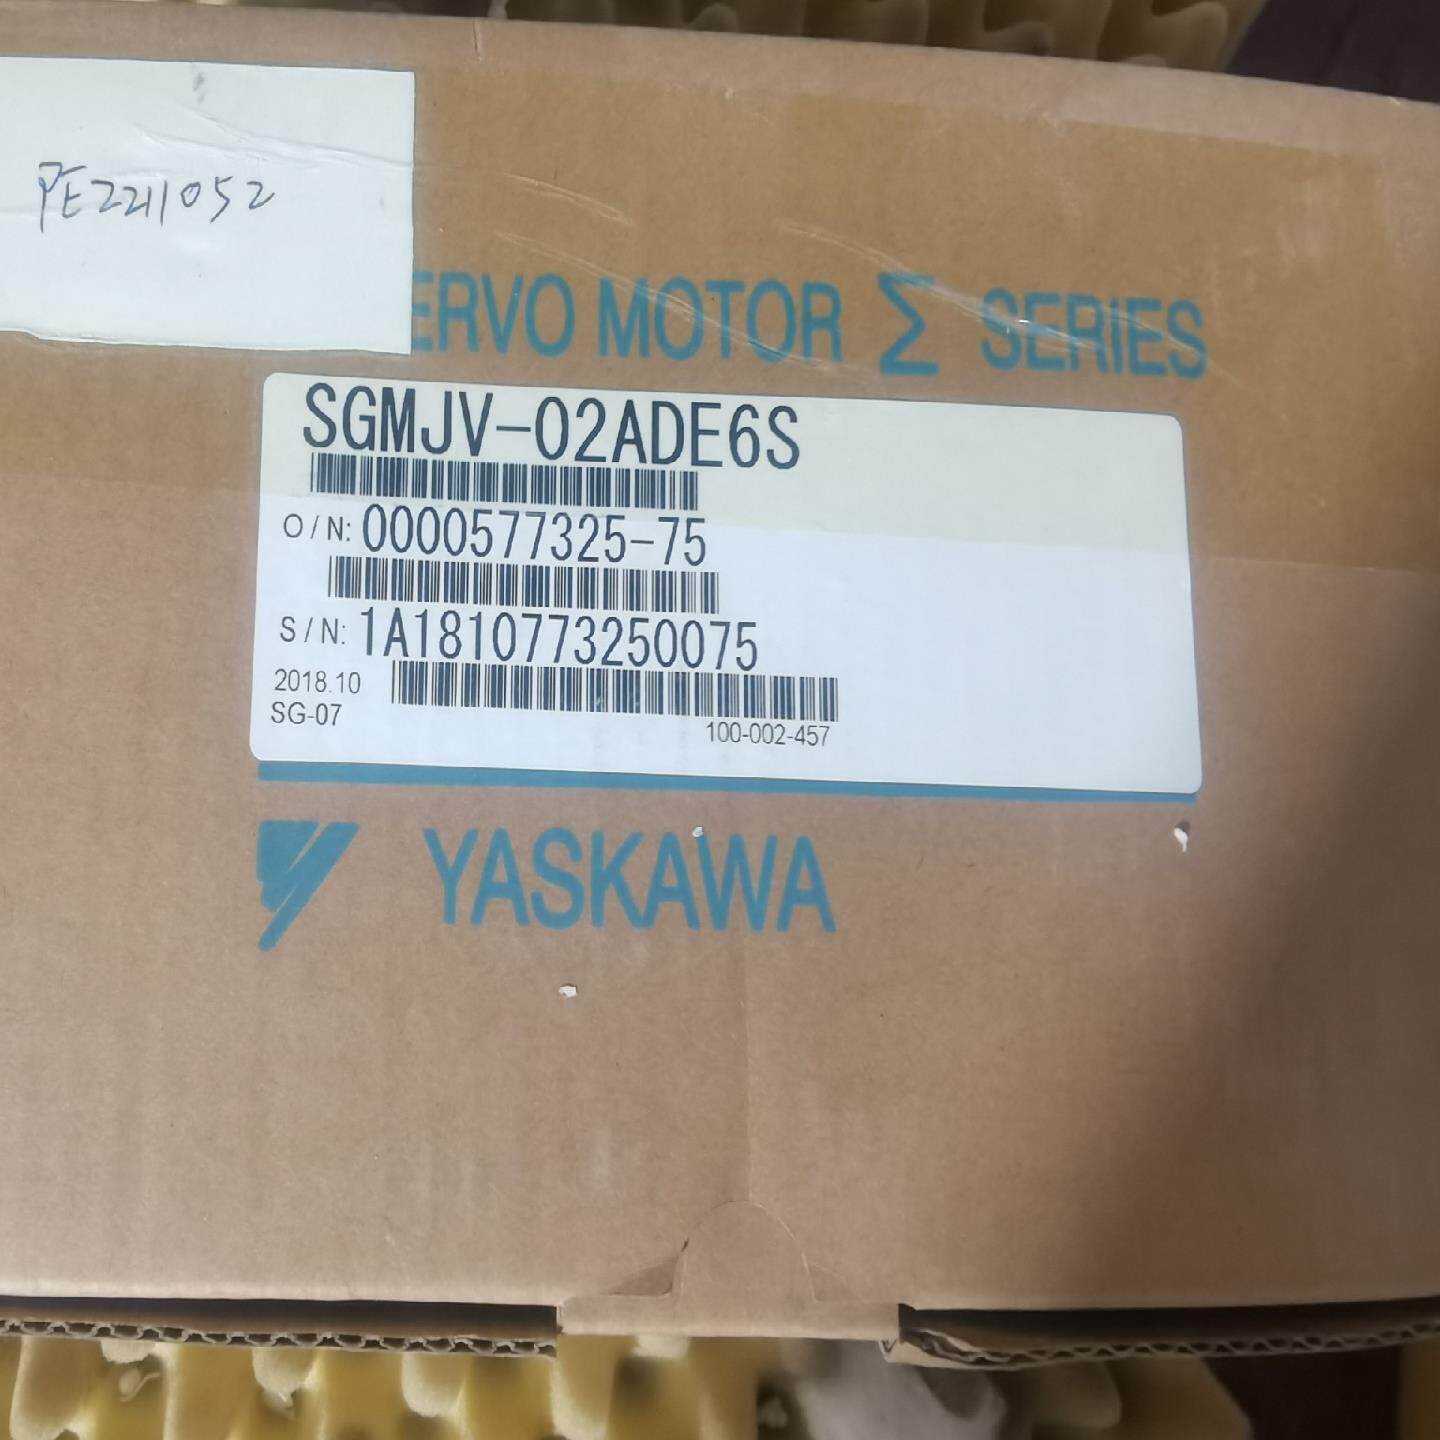 PE2211052
ERVO MOTOR Σ SERIES
SGMJV-02ADE6S
O/N: 0000577325-75
S/N: 1A1810773250075
2018.10
SG-07
100-002-457
YASKAWA